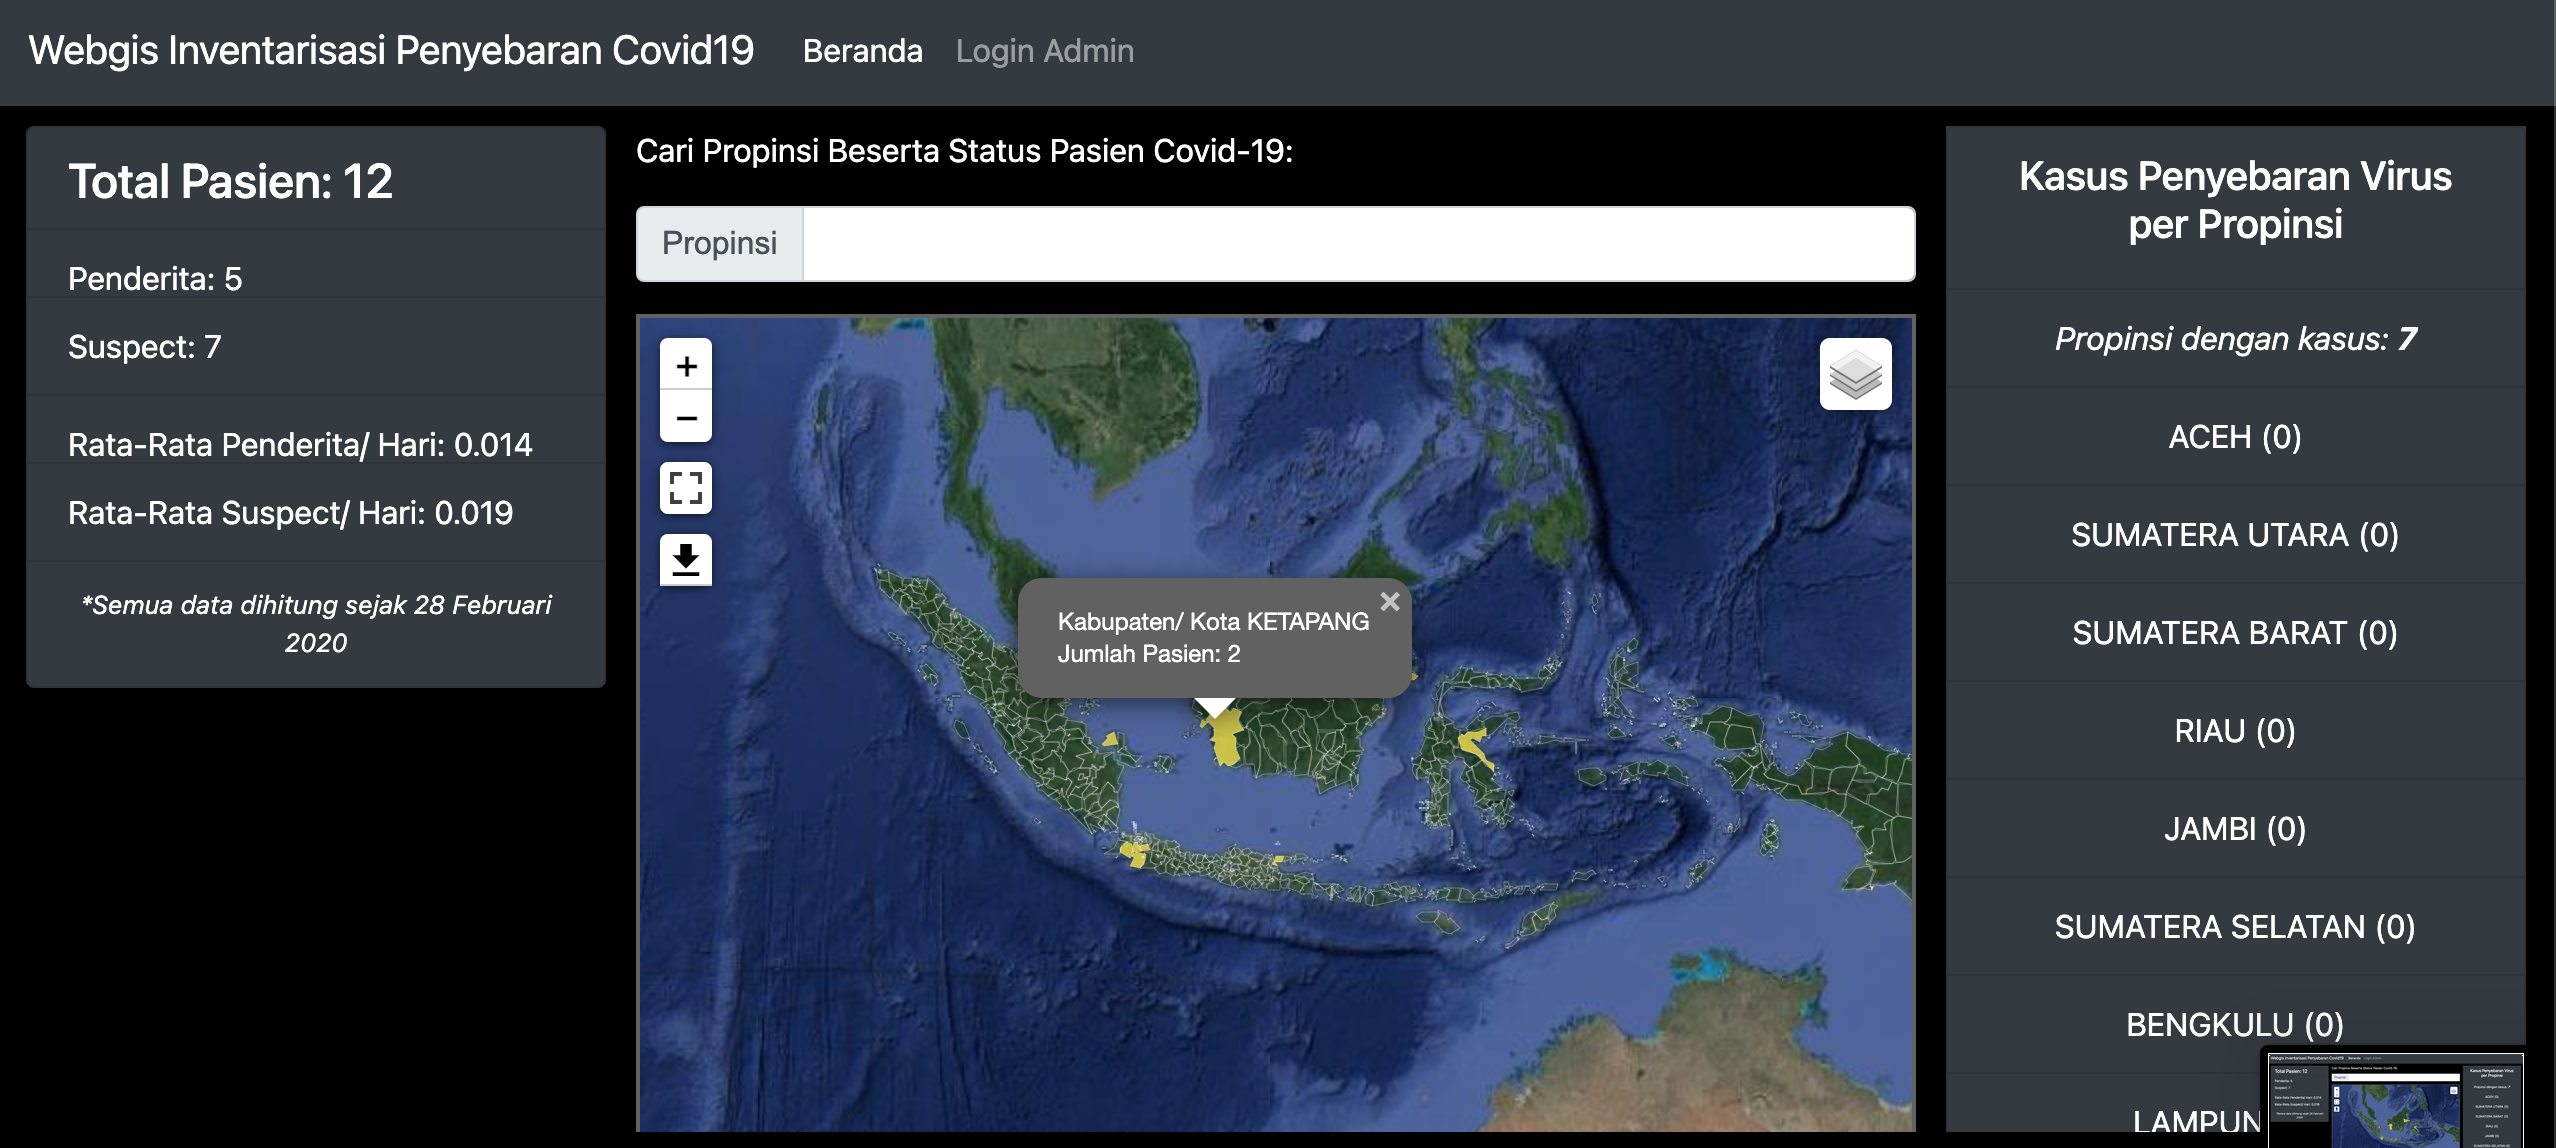 Webgis Inventarisasi Penyebaran Covid19 Beranda Login Admin
Total Pasien: 12
Penderita: 5
Suspect: 7
Rata-Rata Penderita/ Hari: 0.014
Rata-Rata Suspect/ Hari: 0.019
*Semua data dihitung sejak 28 Februari
2020
Cari Propinsi Beserta Status Pasien Covid-19:
Propinsi
+
−
Kabupaten/ Kota KETAPANG
Jumlah Pasien: 2
×
Kasus Penyebaran Virus
per Propinsi
Propinsi dengan kasus: 7
ACEH (0)
SUMATERA UTARA (0)
SUMATERA BARAT (0)
RIAU (0)
JAMBI (0)
SUMATERA SELATAN (0)
BENGKULU (0)
LAMPUN